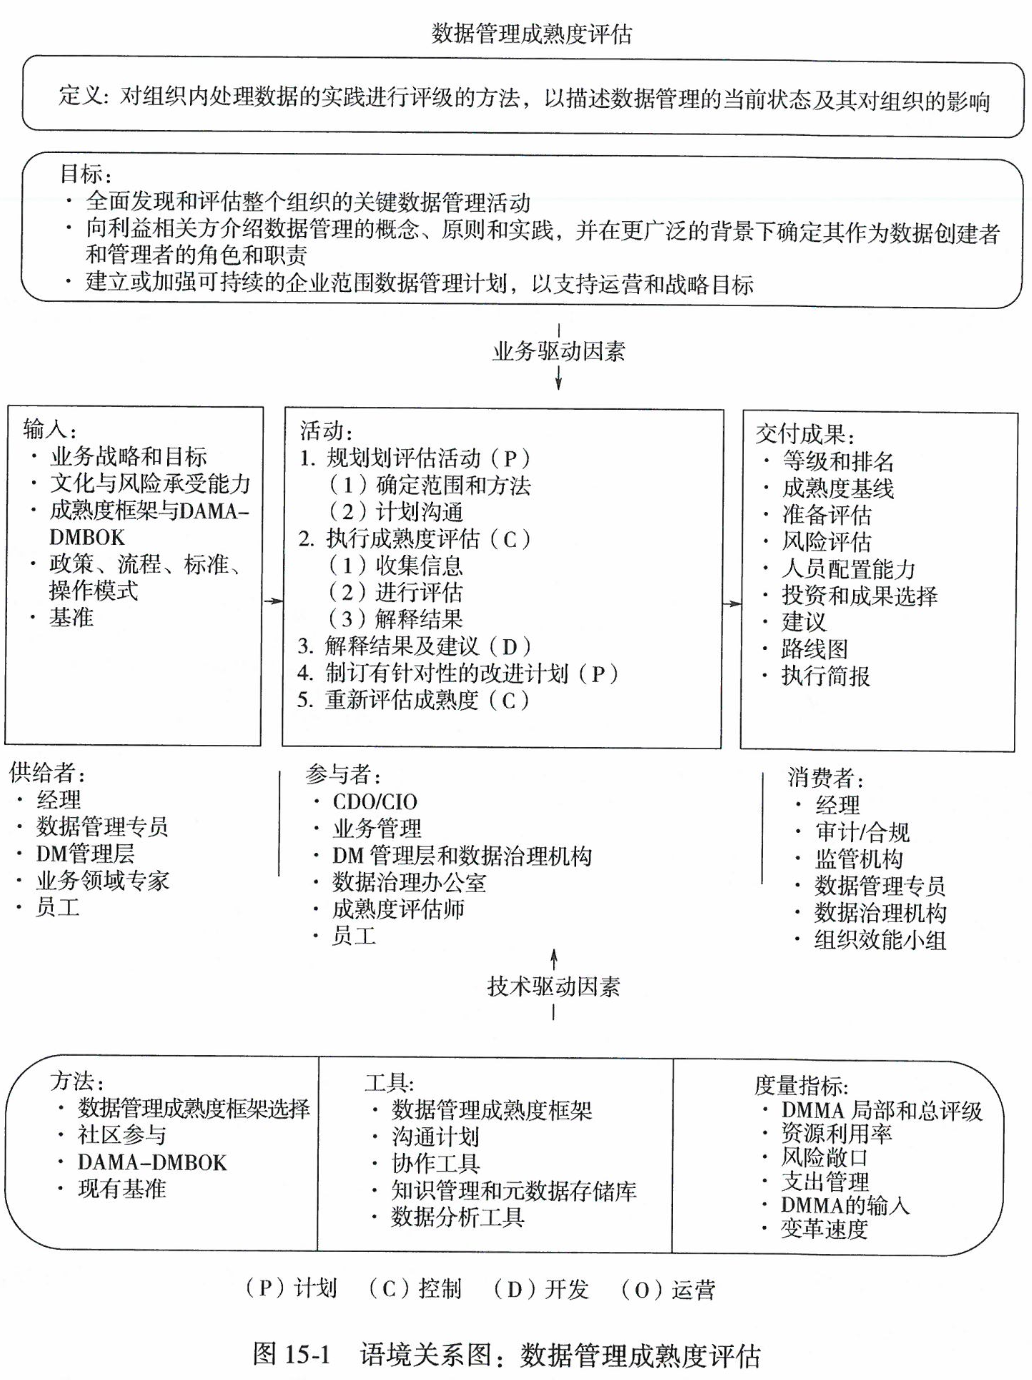 数据管理成熟度评估
定义：对组织内处理数据的实践进行评级的方法，以描述数据管理的当前状态及其对组织的影响
目标：
· 全面发现和评估整个组织的关键数据管理活动
· 向利益相关方介绍数据管理的概念、原则和实践，并在更广泛的背景下确定其作为数据创建者
和管理者的角色和职责
· 建立或加强可持续的企业范围数据管理计划，以支持运营和战略目标
业务驱动因素
输入：
· 业务战略和目标
· 文化与风险承受能力
· 成熟度框架与DAMA-
DMBOK
· 政策、流程、标准、
操作模式
· 基准
活动：
1. 规划划评估活动（P）
（1）确定范围和方法
（2）计划沟通
2. 执行成熟度评估（C）
（1）收集信息
（2）进行评估
（3）解释结果
3. 解释结果及建议（D）
4. 制订有针对性的改进计划（P）
5. 重新评估成熟度（C）
交付成果：
· 等级和排名
· 成熟度基线
· 准备评估
· 风险评估
· 人员配置能力
· 投资和成果选择
· 建议
· 路线图
· 执行简报
供给者：
· 经理
· 数据管理专员
· DM管理层
· 业务领域专家
· 员工
参与者：
· CDO/CIO
· 业务管理
· DM 管理层和数据治理机构
· 数据治理办公室
· 成熟度评估师
· 员工
消费者：
· 经理
· 审计/合规
· 监管机构
· 数据管理专员
· 数据治理机构
· 组织效能小组
技术驱动因素
方法：
· 数据管理成熟度框架选择
· 社区参与
· DAMA-DMBOK
· 现有基准
工具：
· 数据管理成熟度框架
· 沟通计划
· 协作工具
· 知识管理和元数据存储库
· 数据分析工具
度量指标：
· DMMA 局部和总评级
· 资源利用率
· 风险敞口
· 支出管理
· DMMA的输入
· 变革速度
（P）计划 （C）控制 （D）开发 （O）运营
图 15-1 语境关系图：数据管理成熟度评估